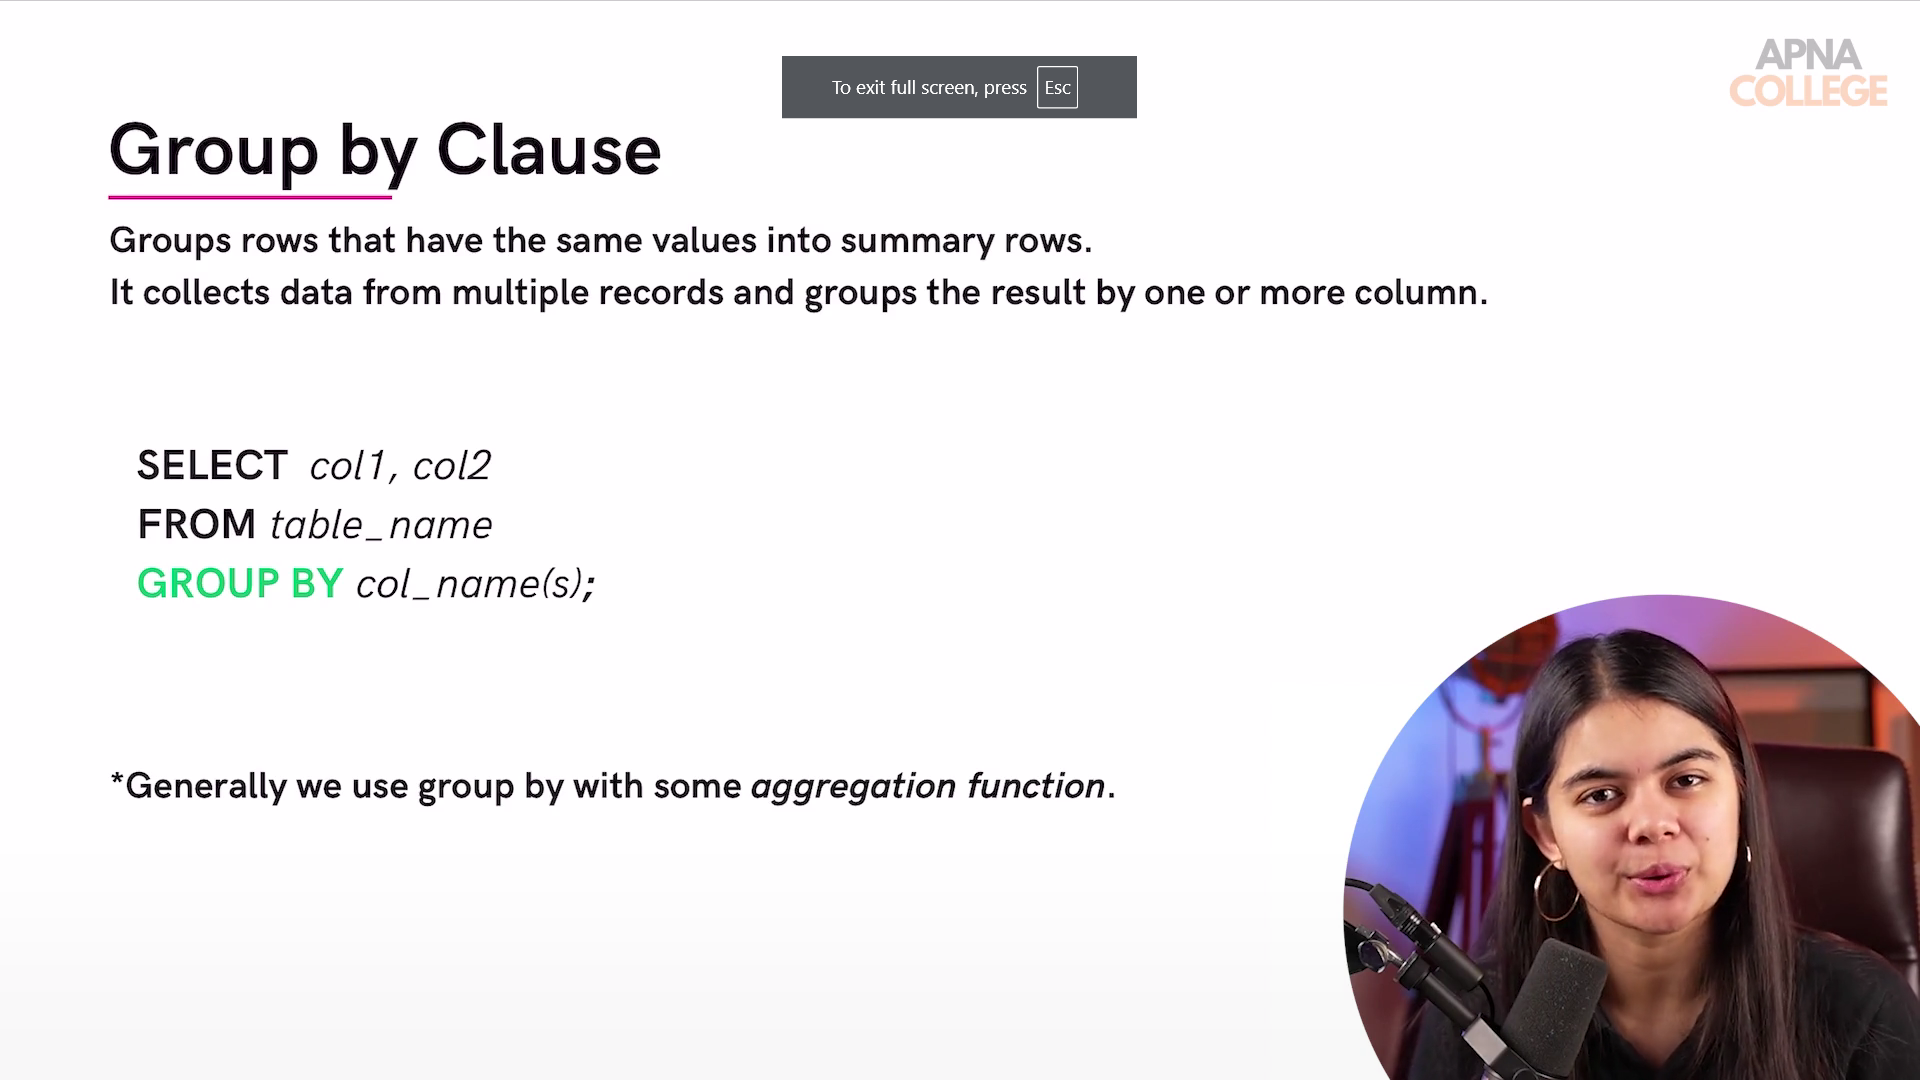 APNA
COLLEGE
To exit full screen, press Esc
Group by Clause
Groups rows that have the same values into summary rows.
It collects data from multiple records and groups the result by one or more column.
SELECT col1, col2
FROM table_name
GROUP BY col_name(s);
*Generally we use group by with some aggregation function.